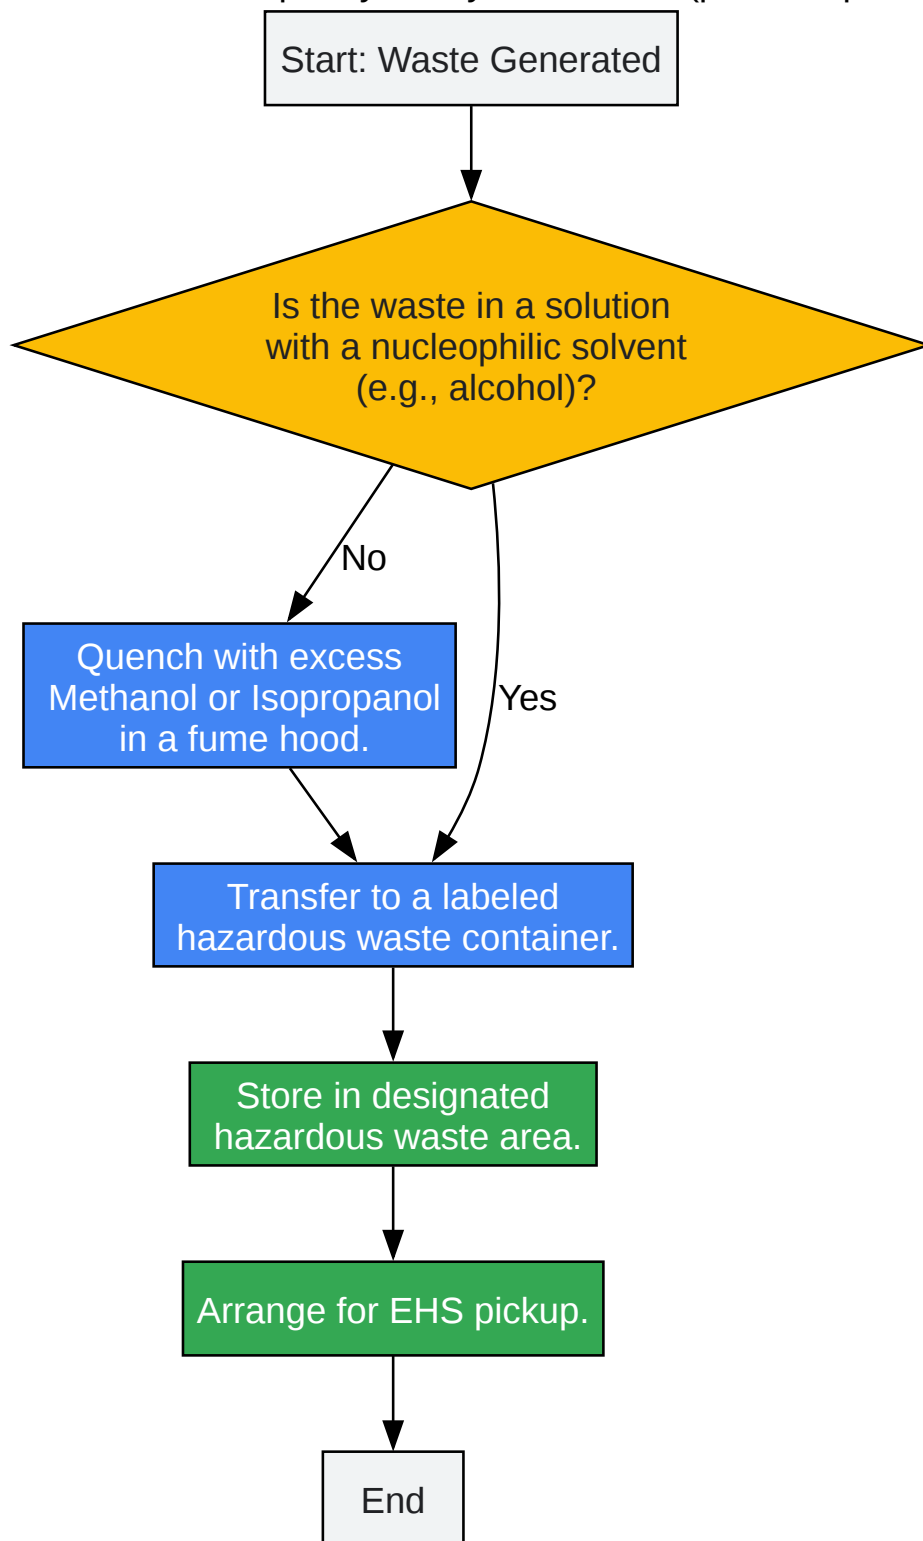 Start: Waste Generated
Is the waste in a solution
with a nucleophilic solvent
(e.g., alcohol)?
No
Quench with excess
Methanol or Isopropanol
in a fume hood.
Yes
Transfer to a labeled
hazardous waste container.
Store in designated
hazardous waste area.
Arrange for EHS pickup.
End